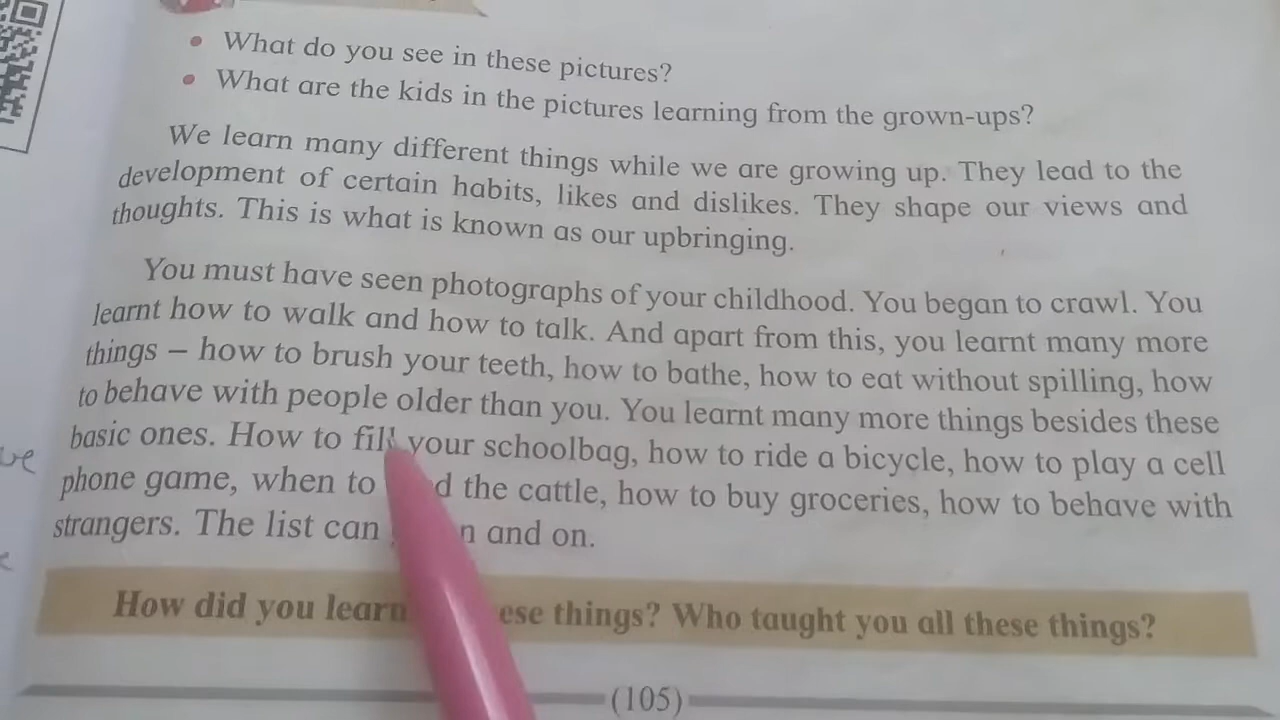 • What do you see in these pictures?
• What are the kids in the pictures learning from the grown-ups?
We learn many different things while we are growing up. They lead to the
development of certain habits, likes and dislikes. They shape our views and
thoughts. This is what is known as our upbringing.
You must have seen photographs of your childhood. You began to crawl. You
learnt how to walk and how to talk. And apart from this, you learnt many more
things – how to brush your teeth, how to bathe, how to eat without spilling, how
to behave with people older than you. You learnt many more things besides these
basic ones. How to fill your schoolbag, how to ride a bicycle, how to play a cell
phone game, when to the cattle, how to buy groceries, how to behave with
strangers. The list can and on.
How did you learn things? Who taught you all these things?
(105)